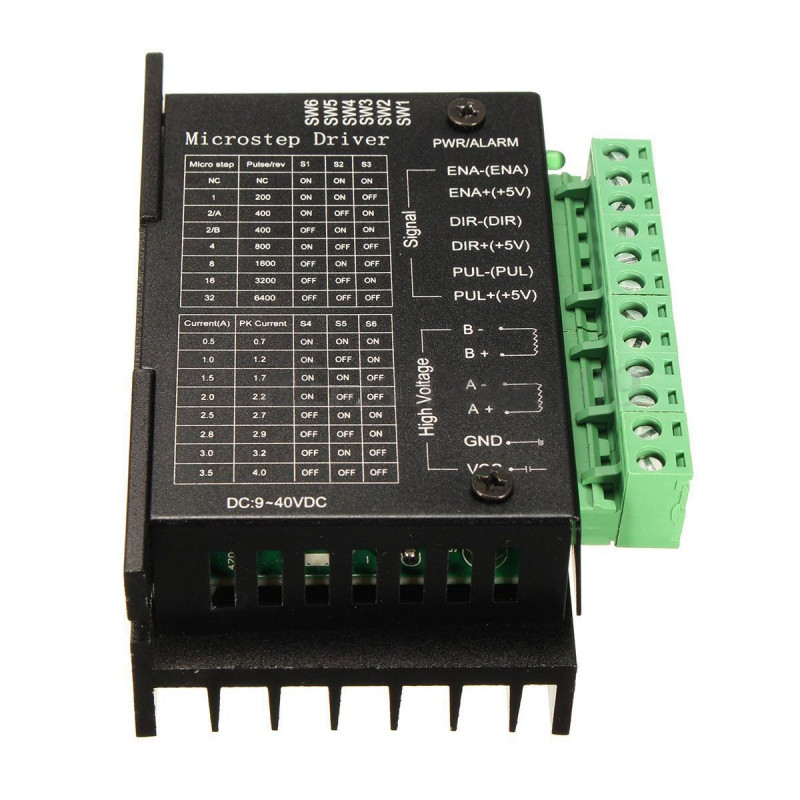 SW6
SW5
SW4
SW3
SW2
SW1
Microstep Driver
PWR/ALARM
Micro step Pulse/rev S1 S2 S3
NC NC ON ON ON
1 200 ON ON OFF
2/A 400 ON OFF ON
2/B 400 OFF ON ON
4 800 ON OFF OFF
8 1600 OFF ON OFF
16 3200 OFF OFF ON
32 6400 OFF OFF OFF
Signal
ENA-(ENA)
ENA+(+5V)
DIR-(DIR)
DIR+(+5V)
PUL-(PUL)
PUL+(+5V)
Current(A) PK Current S4 S5 S6
0.5 0.7 ON ON ON
1.0 1.2 ON OFF ON
1.5 1.7 ON ON OFF
2.0 2.2 ON OFF OFF
2.5 2.7 OFF ON ON
2.8 2.9 OFF OFF ON
3.0 3.2 OFF ON OFF
3.5 4.0 OFF OFF OFF
High Voltage
B -
B +
A -
A +
GND
VCC
DC:9~40VDC
470